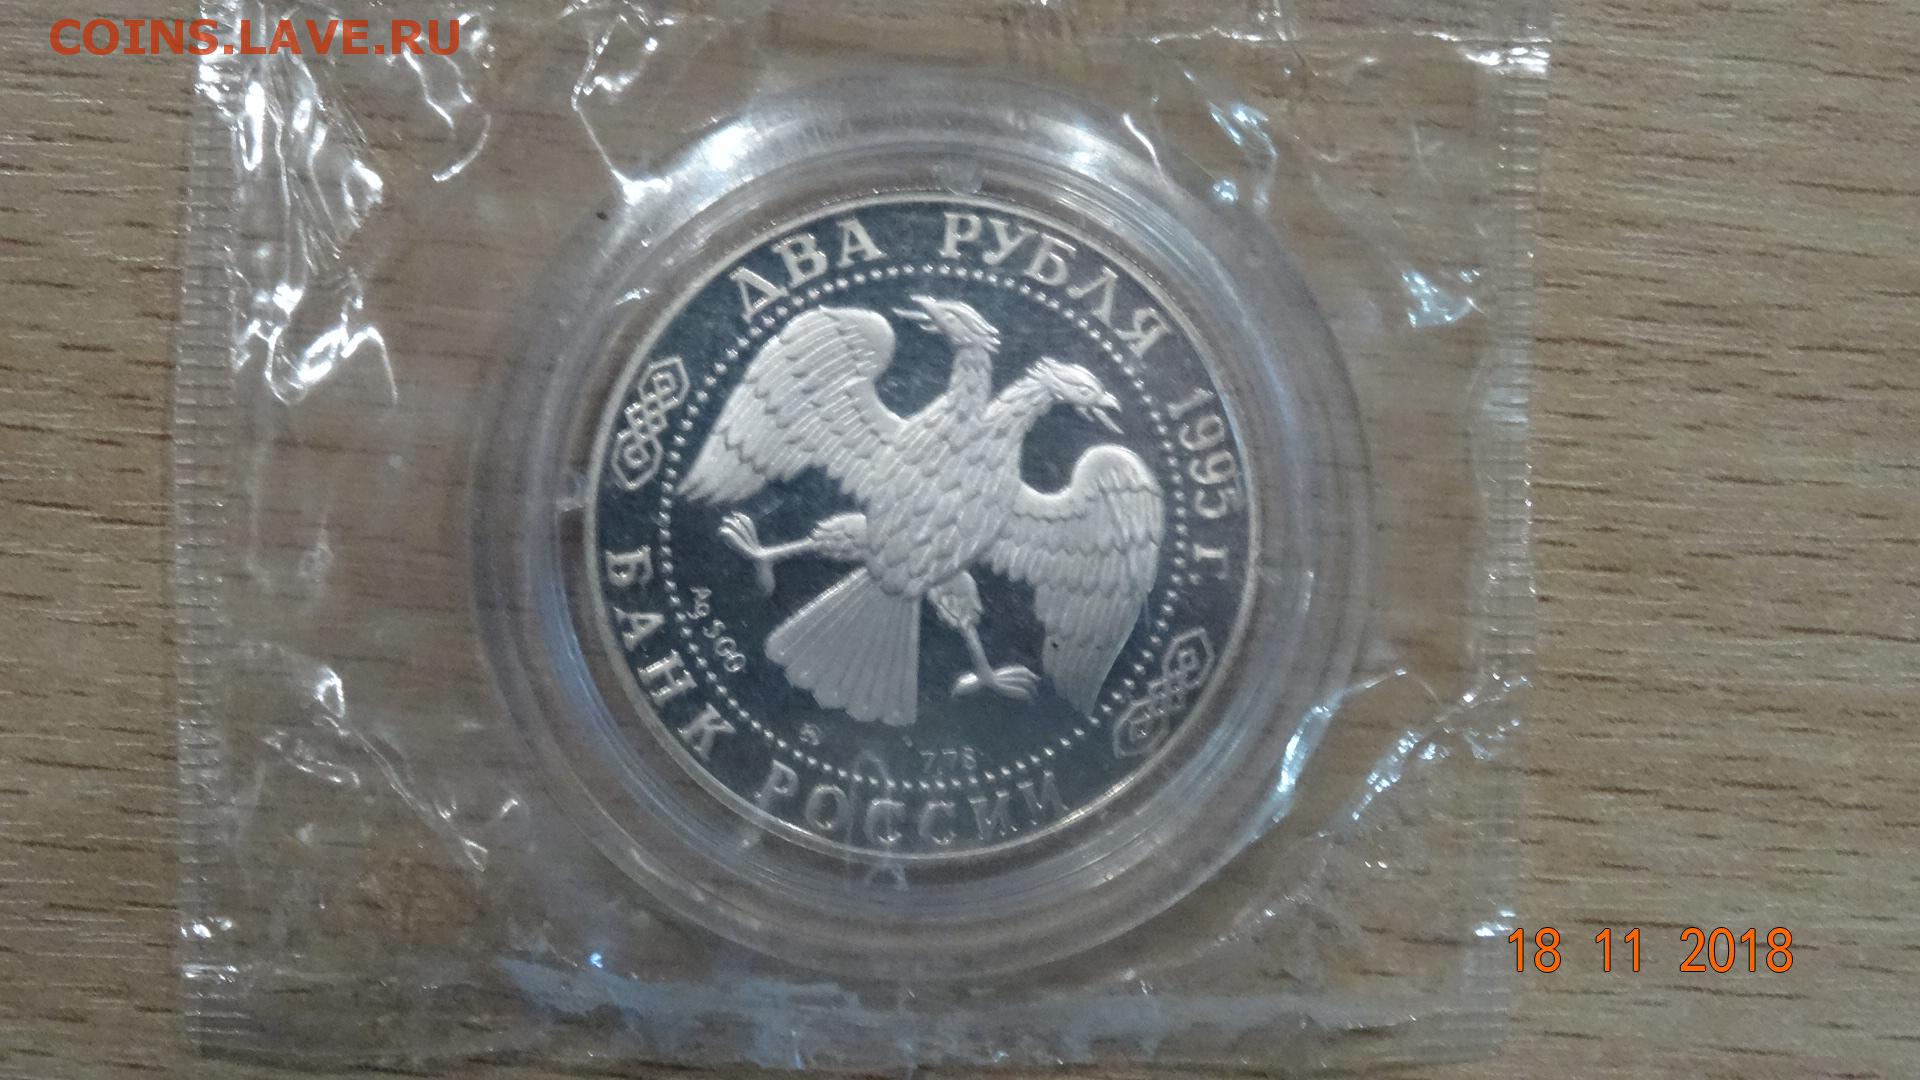 COINS.LAVE.RU
ДВА РУБЛЯ 1995 Г.
БАНК РОССИИ
Ag 500
7,78
18 11 2018